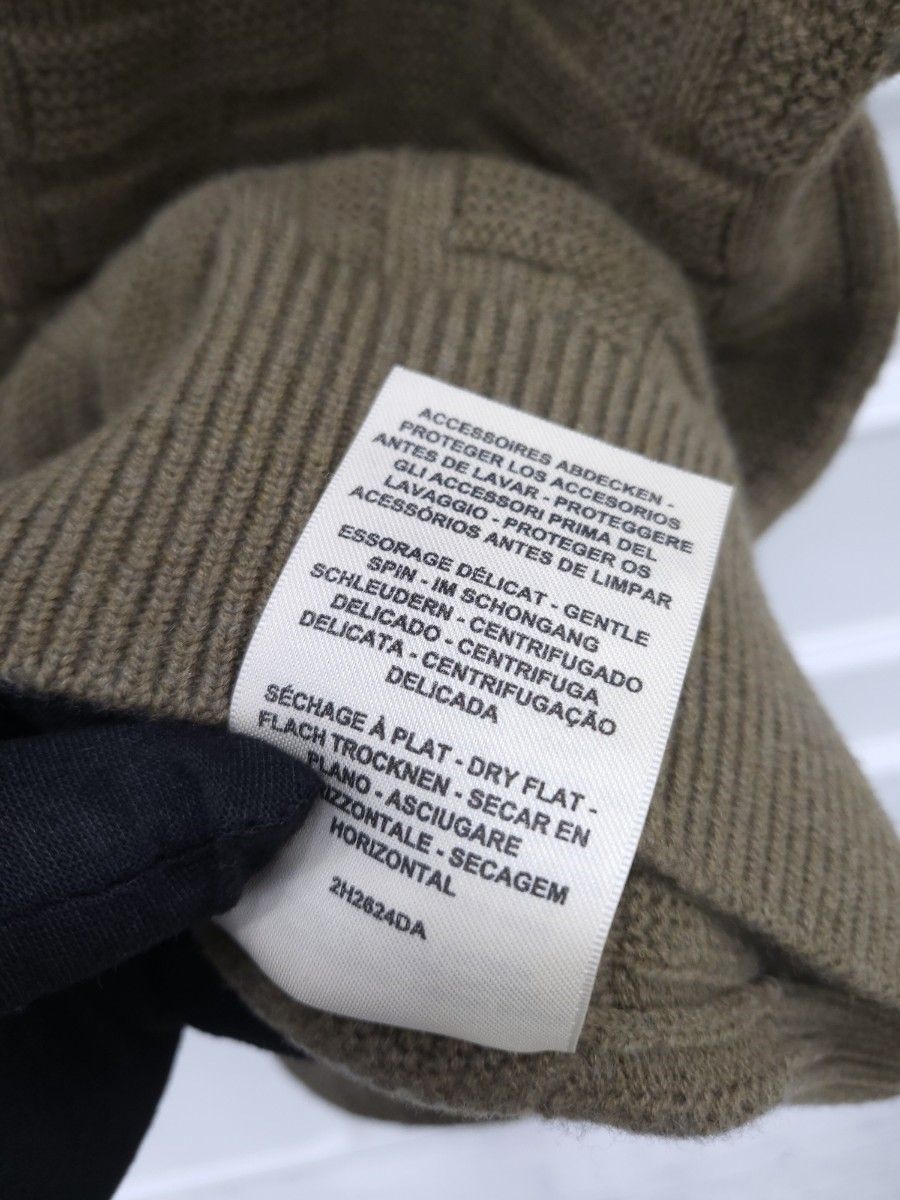 ACCESSOIRES ABDECKEN -
PROTEGER LOS ACCESORIOS
ANTES DE LAVAR - PROTEGGERE
GLI ACCESSORI PRIMA DEL
LAVAGGIO - PROTEGER OS
ACESSÓRIOS ANTES DE LIMPAR
ESSORAGE DÉLICAT - GENTLE
SPIN - IM SCHONGANG
SCHLEUDERN - CENTRIFUGADO
DELICADO - CENTRIFUGA
DELICATA - CENTRIFUGAÇÃO
DELICADA
SÉCHAGE À PLAT - DRY FLAT -
FLACH TROCKNEN - SECAR EN
PLANO - ASCIUGARE
IZZONTALE - SECAGEM
HORIZONTAL
2H2624DA